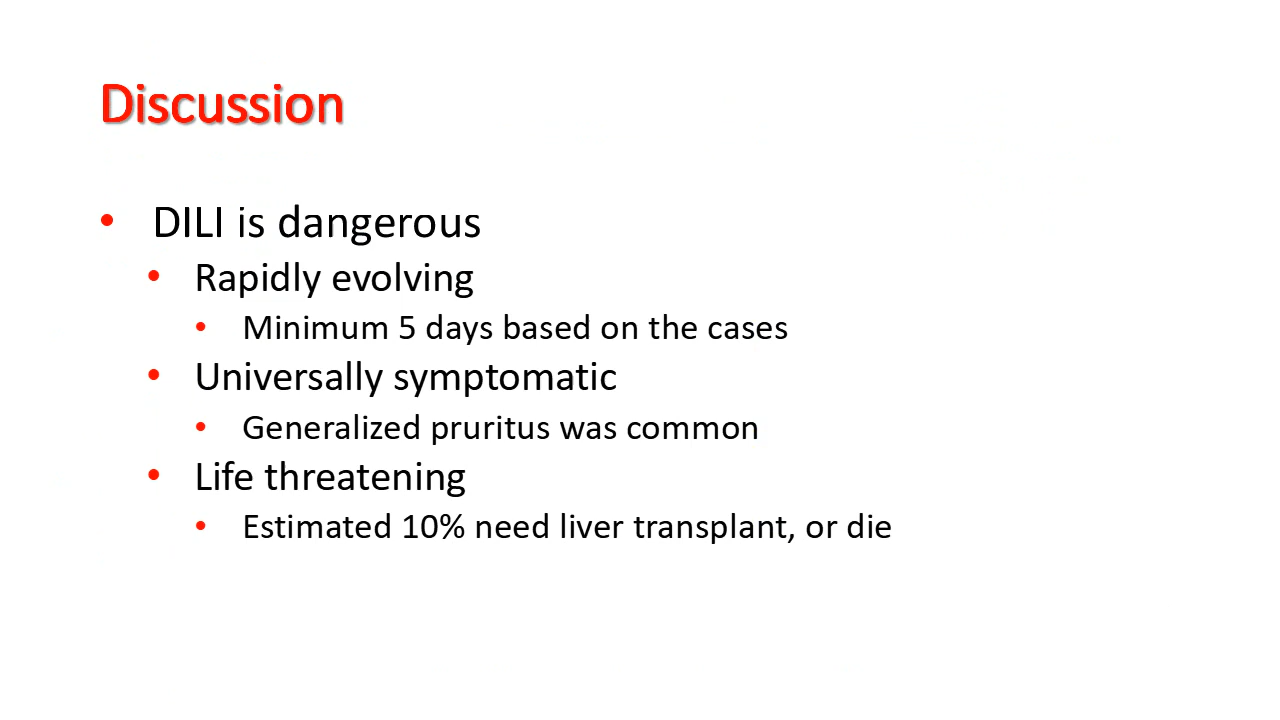 Discussion
• DILI is dangerous
• Rapidly evolving
• Minimum 5 days based on the cases
• Universally symptomatic
• Generalized pruritus was common
• Life threatening
• Estimated 10% need liver transplant, or die